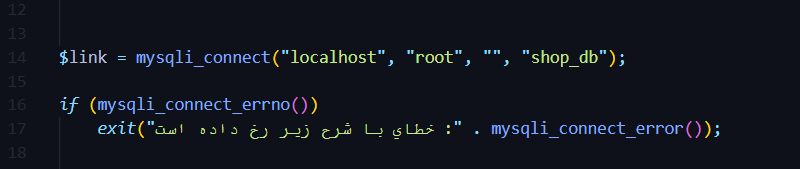 12
13
14 $link = mysqli_connect("localhost", "root", "", "shop_db");
15
16 if (mysqli_connect_errno())
17 exit("خطاي با شرح زير رخ داده است :" . mysqli_connect_error());
18